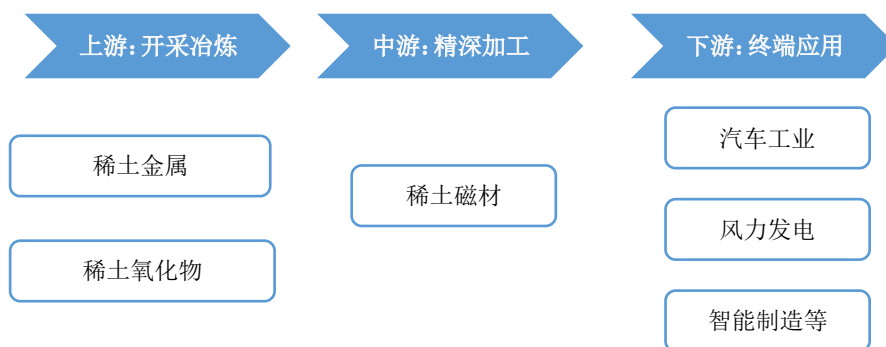 上游：开采冶炼
中游：精深加工
下游：终端应用
稀土金属
稀土氧化物
稀土磁材
汽车工业
风力发电
智能制造等